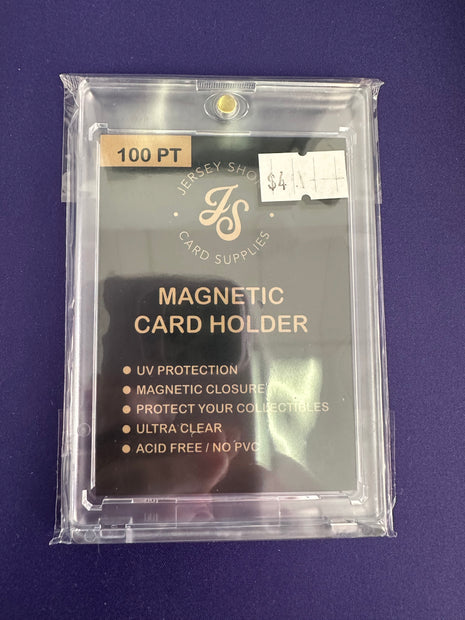 100 PT
JERSEY SHO
JS
CARD SUPPLIES
$4
MAGNETIC
CARD HOLDER
UV PROTECTION
MAGNETIC CLOSURE
PROTECT YOUR COLLECTIBLES
ULTRA CLEAR
ACID FREE / NO PVC